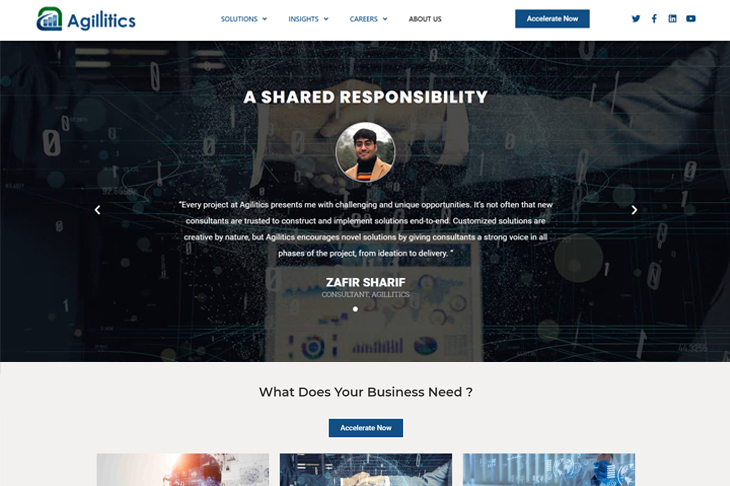 Agillitics
SOLUTIONS
INSIGHTS
CAREERS
ABOUT US
Accelerate Now
A SHARED RESPONSIBILITY
"Every project at Agilitics presents me with challenging and unique opportunities. It's not often that new
consultants are trusted to construct and implement solutions end-to-end. Customized solutions are
creative by nature, but Agilitics encourages novel solutions by giving consultants a strong voice in all
phases of the project, from ideation to delivery. "
ZAFIR SHARIF
CONSULTANT, AGILLITICS
What Does Your Business Need ?
Accelerate Now